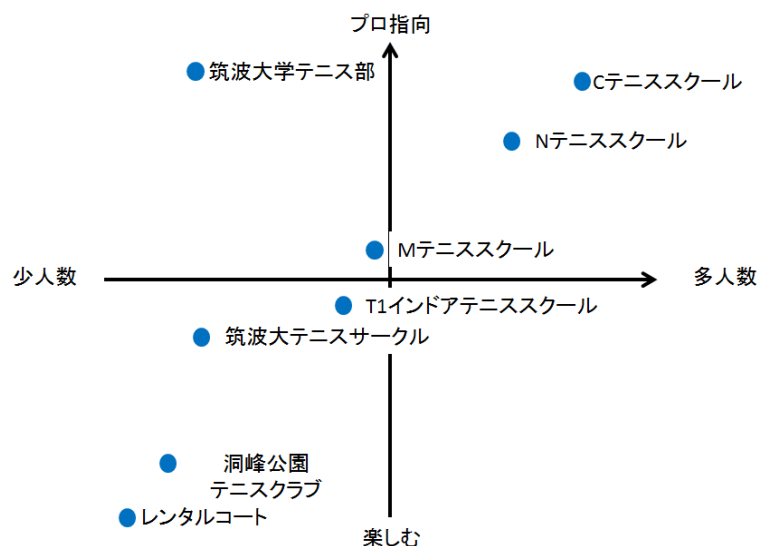 プロ指向
筑波大学テニス部
Cテニススクール
Nテニススクール
Mテニススクール
少人数
多人数
T1インドアテニススクール
筑波大テニスサークル
洞峰公園
テニスクラブ
レンタルコート
楽しむ